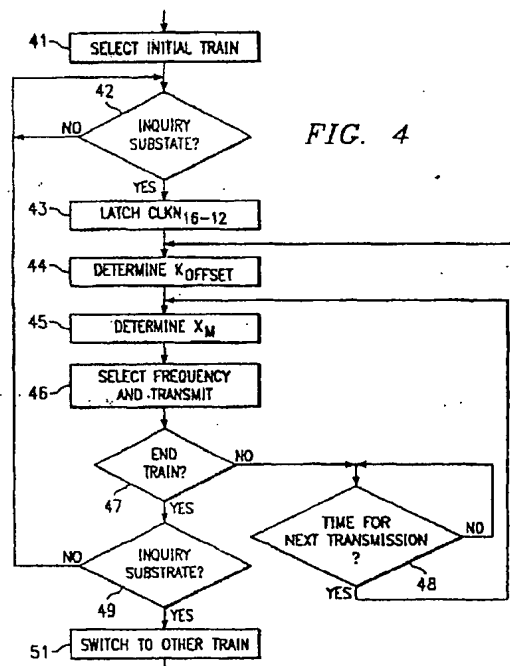 41
SELECT INITIAL TRAIN
42
NO
INQUIRY
SUBSTATE?
FIG. 4
YES
43
LATCH CLKN16-12
44
DETERMINE KOFFSET
45
DETERMINE XM
46
SELECT FREQUENCY
AND TRANSMIT
END
TRAIN?
NO
47
YES
TIME FOR
NEXT TRANSMISSION
?
NO
48
YES
NO
INQUIRY
SUBSTRATE?
49
YES
51
SWITCH TO OTHER TRAIN